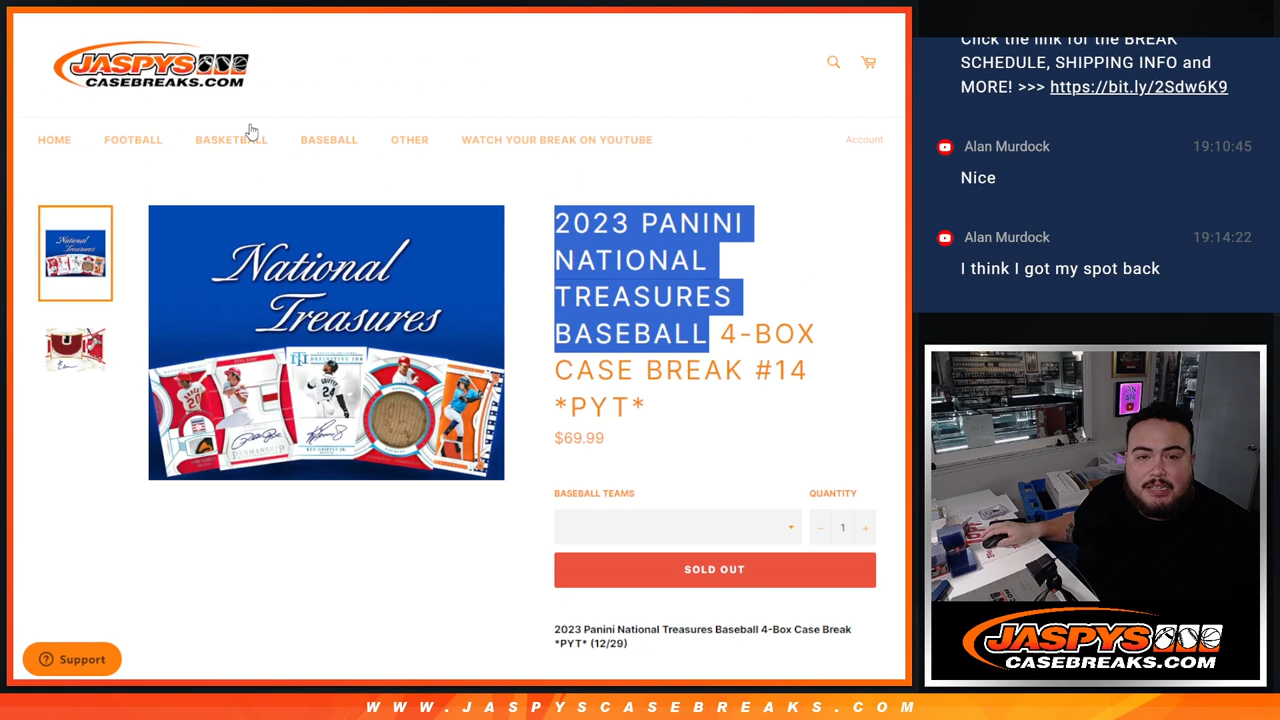 JASPYS
CASEBREAKS.COM
HOME
FOOTBALL
BASKETBALL
BASEBALL
OTHER
WATCH YOUR BREAK ON YOUTUBE
Account
National
Treasures
2023 PANINI
NATIONAL
TREASURES
BASEBALL 4-BOX
CASE BREAK #14
*PYT*
$69.99
BASEBALL TEAMS
QUANTITY
− 1 +
SOLD OUT
2023 Panini National Treasures Baseball 4-Box Case Break
*PYT* (12/29)
Support
Click the link for the BREAK
SCHEDULE, SHIPPING INFO and
MORE! >>> https://bit.ly/2Sdw6K9
Alan Murdock 19:10:45
Nice
Alan Murdock 19:14:22
I think I got my spot back
JASPYS
CASEBREAKS.COM
WWW.JASPYSCASEBREAKS.COM